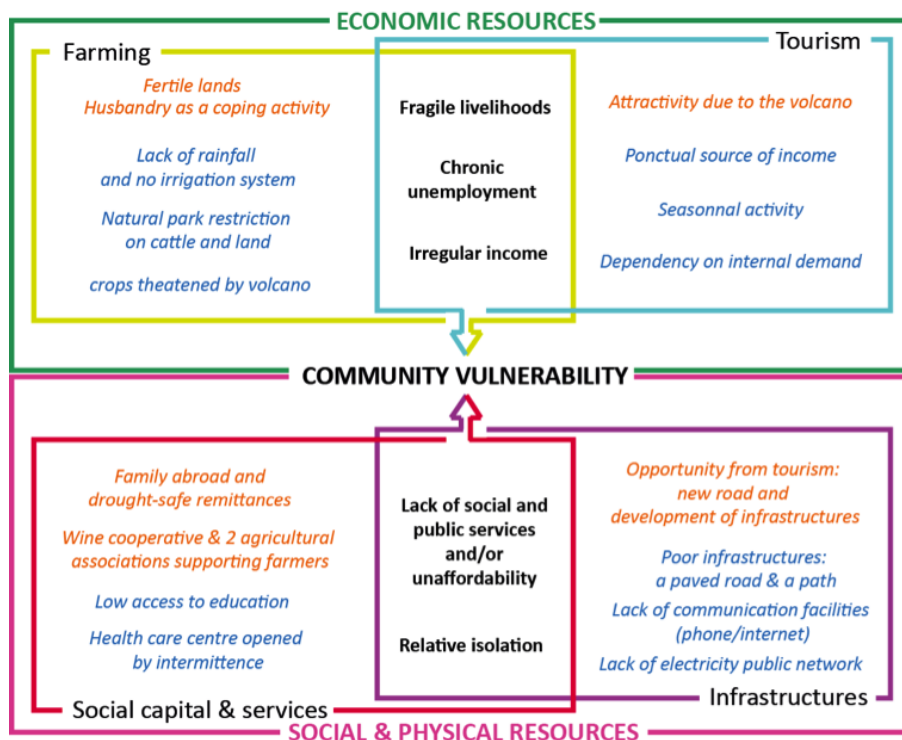 ECONOMIC RESOURCES
Farming
Fertile lands
Husbandry as a coping activity
Lack of rainfall
and no irrigation system
Natural park restriction
on cattle and land
crops theatened by volcano
Fragile livelihoods
Chronic
unemployment
Irregular income
Tourism
Attractivity due to the volcano
Ponctual source of income
Seasonnal activity
Dependency on internal demand
COMMUNITY VULNERABILITY
Family abroad and
drought-safe remittances
Wine cooperative & 2 agricultural
associations supporting farmers
Low access to education
Health care centre opened
by intermittence
Social capital & services
Lack of social and
public services
and/or
unaffordability
Relative isolation
Opportunity from tourism:
new road and
development of infrastructures
Poor infrastructures:
a paved road & a path
Lack of communication facilities
(phone/internet)
Lack of electricity public network
Infrastructures
SOCIAL & PHYSICAL RESOURCES